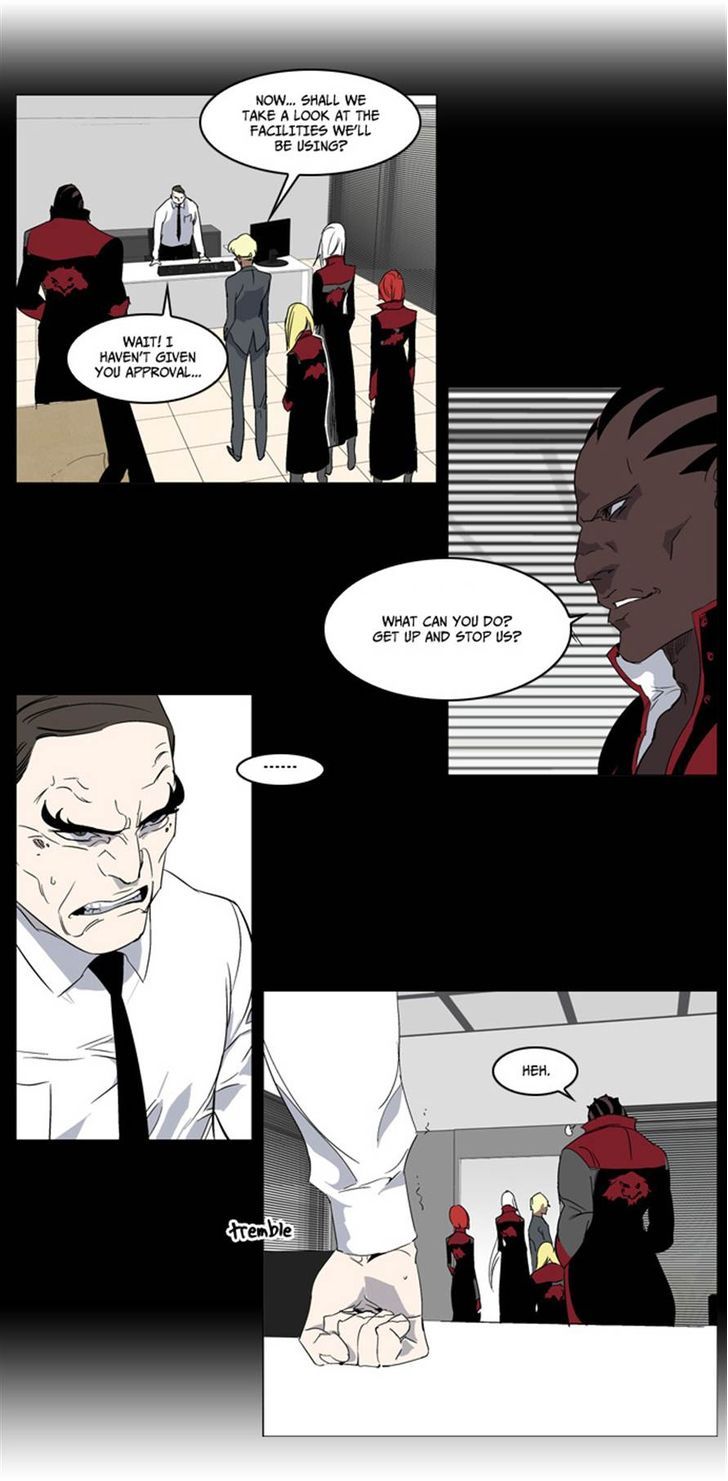 NOW... SHALL WE
TAKE A LOOK AT THE
FACILITIES WE'LL
BE USING?
WAIT! I
HAVEN'T GIVEN
YOU APPROVAL...
WHAT CAN YOU DO?
GET UP AND STOP US?
------
HEH.
tremble